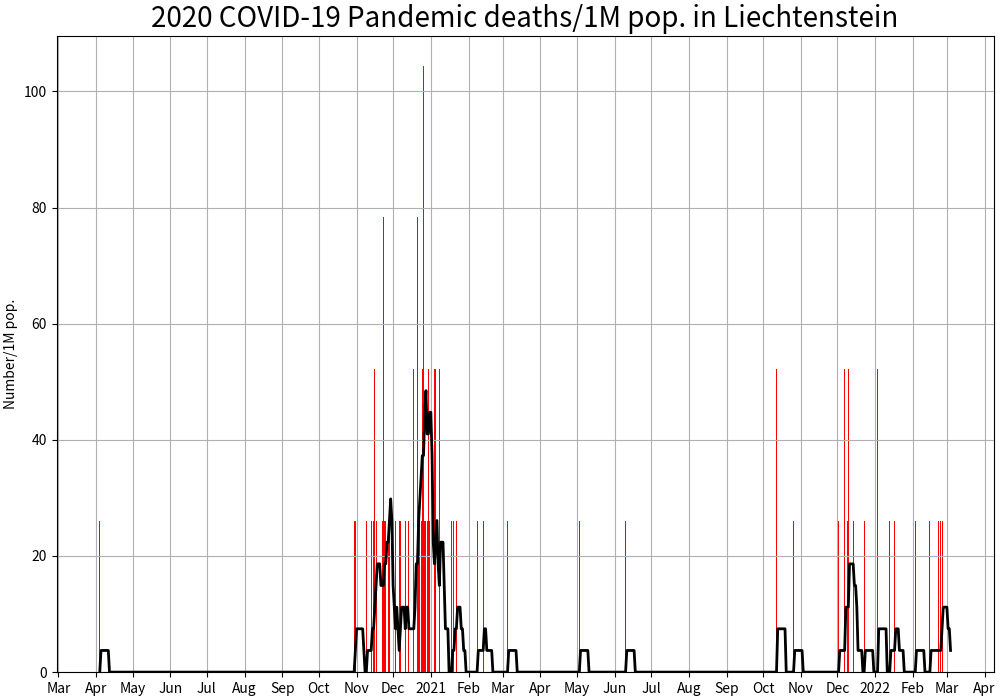 2020 COVID-19 Pandemic deaths/1M pop. in Liechtenstein
Number/1M pop.
100
80
60
40
20
0
Mar Apr May Jun Jul Aug Sep Oct Nov Dec 2021 Feb Mar Apr May Jun Jul Aug Sep Oct Nov Dec 2022 Feb Mar Apr